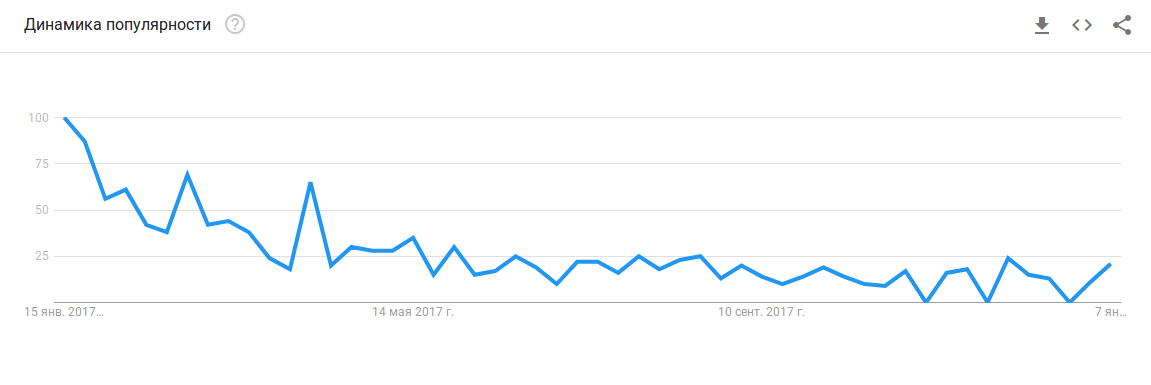 Динамика популярности
100
75
50
25
15 янв. 2017…
14 мая 2017 г.
10 сент. 2017 г.
7 ян…